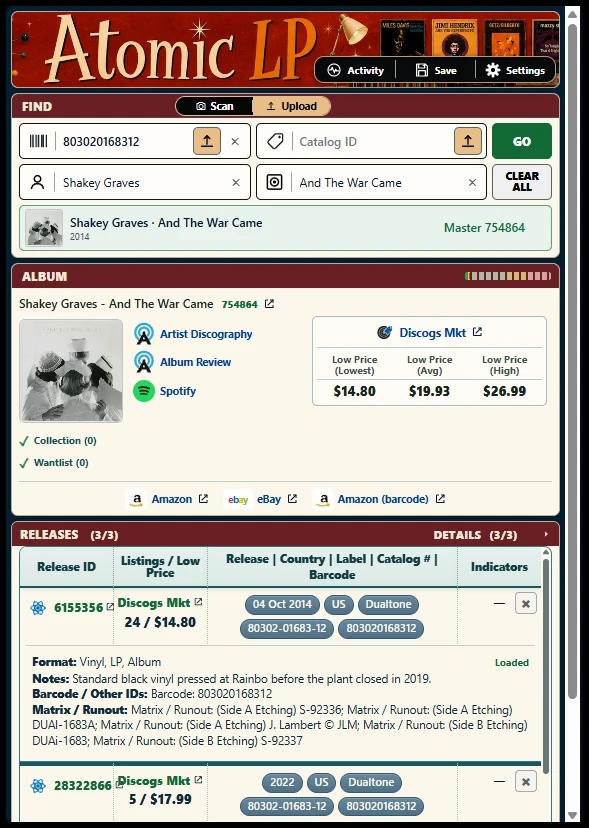 Atomic LP
MILES DAVIS
JIMI HENDRIX
GETZ/GILBERTO
Activity Save Settings
FIND Scan Upload
803020168312 × Catalog ID GO
Shakey Graves × And The War Came × CLEAR ALL
Shakey Graves · And The War Came Master 754864
2014
ALBUM
Shakey Graves - And The War Came 754864
Artist Discography
Album Review
Spotify
Discogs Mkt
Low Price (Lowest) Low Price (Avg) Low Price (High)
$14.80 $19.93 $26.99
Collection (0)
Wantlist (0)
a Amazon ebay eBay a Amazon (barcode)
RELEASES (3/3) DETAILS (3/3)
Release ID Listings / Low Price Release | Country | Label | Catalog # | Barcode Indicators
6155356 Discogs Mkt 04 Oct 2014 US Dualtone — ×
24 / $14.80 80302-01683-12 803020168312
Format: Vinyl, LP, Album Loaded
Notes: Standard black vinyl pressed at Rainbo before the plant closed in 2019.
Barcode / Other IDs: Barcode: 803020168312
Matrix / Runout: Matrix / Runout: (Side A Etching) S-92336; Matrix / Runout: (Side A Etching)
DUAI-1683A; Matrix / Runout: (Side A Etching) J. Lambert © JLM; Matrix / Runout: (Side B Etching)
DUAi-1683; Matrix / Runout: (Side B Etching) S-92337
28322866 Discogs Mkt 2022 US Dualtone — ×
5 / $17.99 80302-01683-12 803020168312